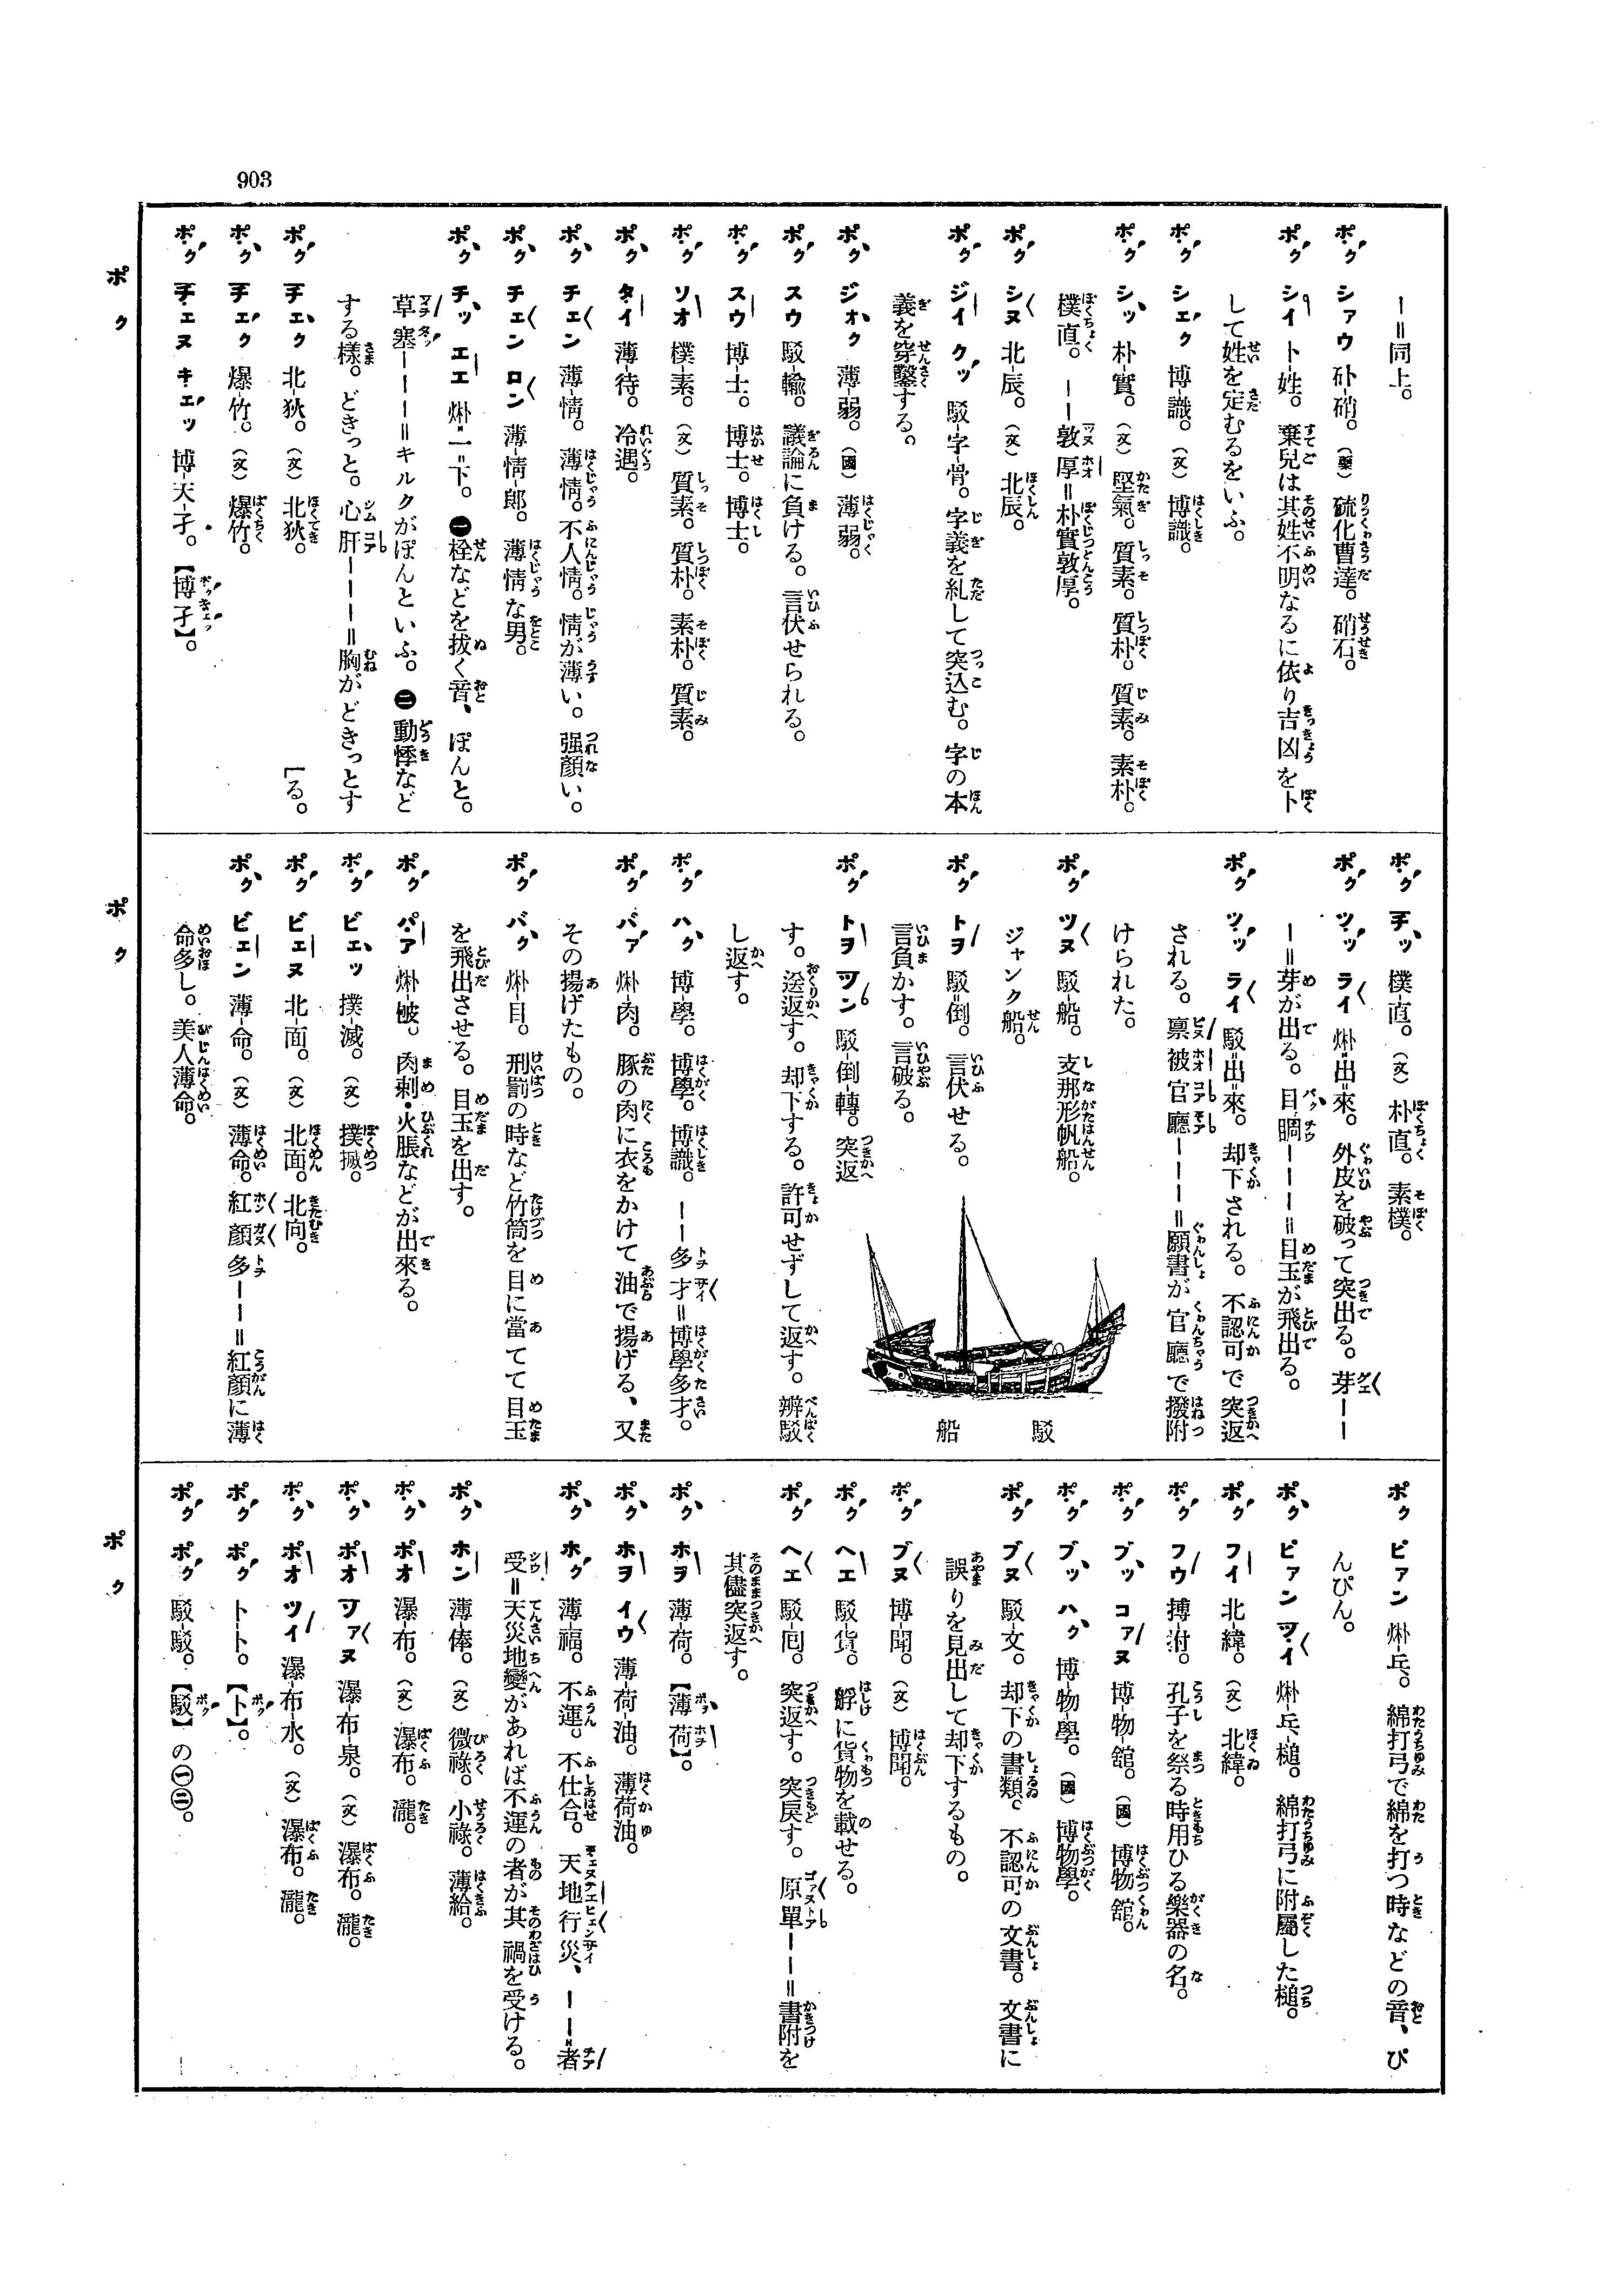 903
ポク
ーー同上。
ポク シァウ 硴-硝。(藥) 硫化曹達。硝石。
ポク シイ 卜-姓。棄兒は其姓不明なるに依り吉凶を卜
して姓を定むるをいふ。
ポク シェク 博-識。(文) 博識。
ポク シッ 朴-實。(文) 堅氣。質素。質朴。質素。素朴。
樸直。ーー敦厚=朴實敦厚。
ポク シヌ 北-辰。(文) 北辰。
ポク ジイ クッ 駁-字-骨。字義を糺して突込む。字の本
義を穿鑿する。
ポク ジォク 薄-弱。(國) 薄弱。
ポク スウ 駁-輸。議論に負ける。言伏せられる。
ポク スウ 博-士。博士。博士。
ポク ソオ 樸-素。(文) 質素。質朴。素朴。質素。
ポク タイ 薄-待。冷遇。
ポク チェン 薄-情。薄情。不人情。情が薄い。强顏い。
ポク チェン ロン 薄-情-郎。薄情な男。
ポク チッ エエ 㷶一下。㊀栓などを拔く音、ぽんと。
草塞ーーー=キルクがぽんといふ。㊁動悸など
する樣。どきっと。心肝ーーー=胸がどきっとす
[る。
ポク チェク 北-狄。(文) 北狄。
ポク チェク 爆-竹。(文) 爆竹。
ポク チェヌ キェッ 博-天-孑。【博孑】。
ポク
ポク チッ 樸-直。(文) 朴直。素樸。
ポク ツッ ライ 㷶=出=來。外皮を破って突出る。芽ーー
ー=芽が出る。目睭ーーー=目玉が飛出る。
ポク ツッ ライ 駁=出=來。却下される。不認可で突返
される。禀被官廳ーーー=願書が官廳で撥附
けられた。
ポク ツヌ 駁-船。支那形帆船。
ジャンク船。
ポク トヲ 駁=倒。言伏せる。
言負かす。言破る。
ポク トヲ ツン 駁-倒-轉。突返
す。送返す。却下する。許可せずして返す。辨駁
し返す。
駁 船
ポク ハク 博-學。博學。博識。ーー多才=博學多才。
ポク バァ 㷶-肉。豚の肉に衣をかけて油で揚げる、又
その揚げたもの。
ポク バク 㷶-目。刑罰の時など竹筒を目に當てて目玉
を飛出させる。目玉を出す。
ポク パア 㷶-皰。肉刺・火脹などが出來る。
ポク ビェッ 撲-滅。(文) 撲滅。
ポク ビェヌ 北-面。(文) 北面。北向。
ポク ビェン 薄-命。(文) 薄命。紅顏多ーー=紅顏に薄
命多し。美人薄命。
ポク
ポク ピァン 㷶-乓。綿打弓で綿を打つ時などの音、ぴ
んぴん。
ポク ピァン ツイ 㷶-乓-槌。綿打弓に附屬した槌。
ポク フイ 北-緯。(文) 北緯。
ポク フウ 搏-拊。孔子を祭る時用ひる樂器の名。
ポク ブッ コァヌ 博-物-舘。(國) 博物舘。
ポク ブッ ハク 博-物-學。(國) 博物學。
ポク ブヌ 駁-文。却下の書類。不認可の文書。文書に
誤りを見出して却下するもの。
ポク ブヌ 博-聞。(文) 博聞。
ポク ヘエ 駁-貨。艀に貨物を載せる。
ポク ヘェ 駁-囘。突返す。突戾す。原單ーー=書附を
其儘突返す。
ポク ホヲ 薄-荷。【薄荷】。
ポク ホヲ イウ 薄-荷-油。薄荷油。
ポク ホク 薄-福。不運。不仕合。天地行災、ーー者
受=天災地變があれば不運の者が其禍を受ける。
ポク ホン 薄-俸。(文) 微祿。小祿。薄給。
ポク ポオ 瀑-布。(文) 瀑布。瀧。
ポク ポオ ツァヌ 瀑-布-泉。(文) 瀑布。瀧。
ポク ポオ ツイ 瀑-布-水。(文) 瀑布。瀧。
ポク ポク 卜-卜。【卜】。
ポク ポク 駁-駁。【駁】の㊀㊁。